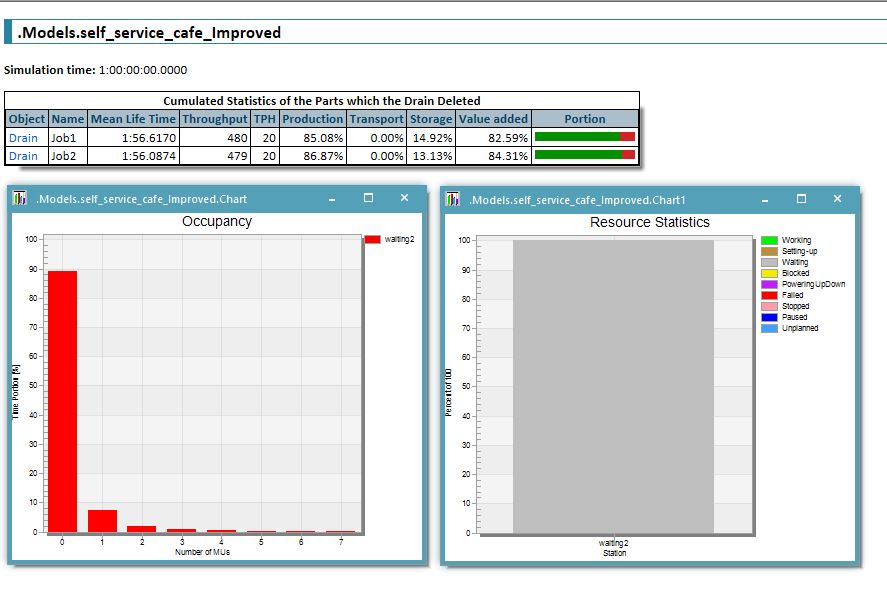 .Models.self_service_cafe_Improved
Simulation time: 1:00:00:00.0000
Cumulated Statistics of the Parts which the Drain Deleted
Object Name Mean Life Time Throughput TPH Production Transport Storage Value added Portion
Drain Job1 1:56.6170 480 20 85.08% 0.00% 14.92% 82.59%
Drain Job2 1:56.0874 479 20 86.87% 0.00% 13.13% 84.31%
.Models.self_service_cafe_Improved.Chart
Occupancy
waiting2
100
90
80
70
60
50
40
30
20
10
0
Time Portion [%]
0 1 2 3 4 5 6 7
Number of MUs
.Models.self_service_cafe_Improved.Chart1
Resource Statistics
Working
Setting-up
Waiting
Blocked
PoweringUpDown
Failed
Stopped
Paused
Unplanned
100
90
80
70
60
50
40
30
20
10
0
Percent of 100
waiting2
Station